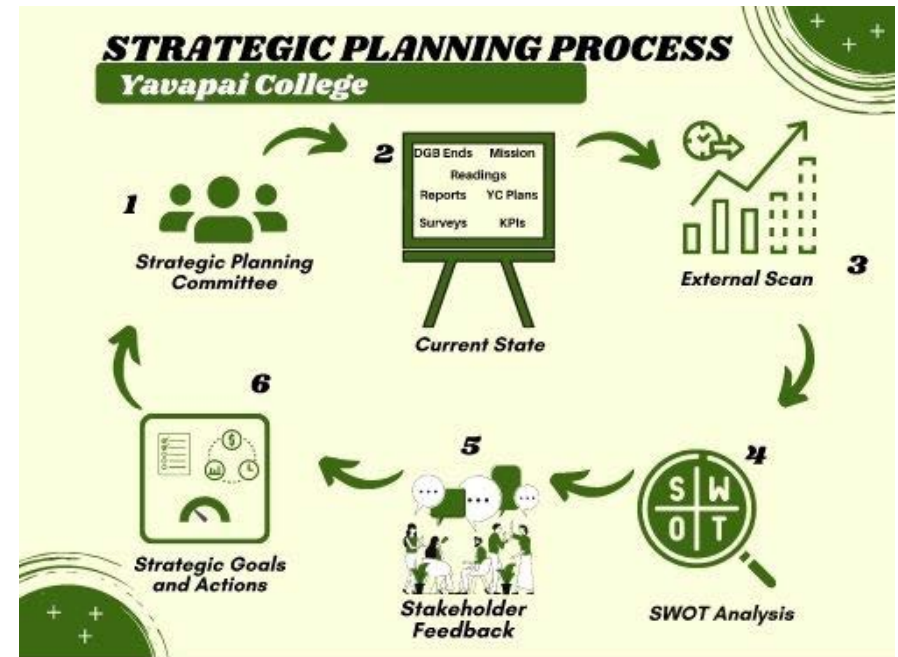 STRATEGIC PLANNING PROCESS
Yavapai College
1
Strategic Planning
Committee
2
DGB Ends Mission
Readings
Reports YC Plans
Surveys KPIs
Current State
3
External Scan
4
S W
O T
SWOT Analysis
5
Stakeholder
Feedback
6
$
Strategic Goals
and Actions